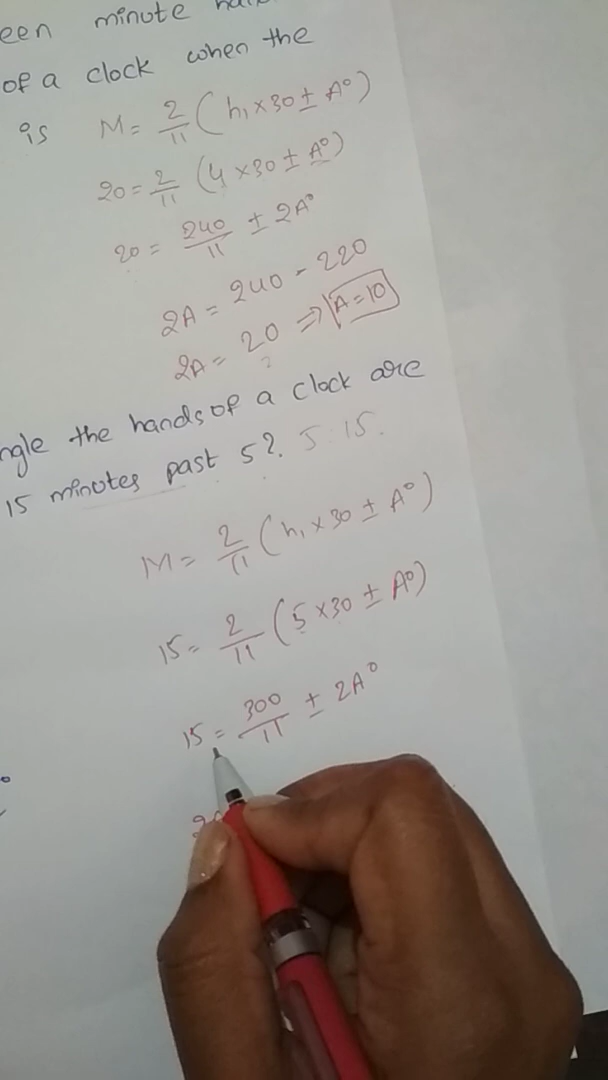 een minute
of a clock when the
is M = 2/11 (h₁ × 30 ± A°)
20 = 2/11 (4 × 30 ± A°)
20 = 240/11 ± 2A°
2A = 240 - 220
2A = 20 ⇒ A = 10
ngle the hands of a clock are
15 minutes past 5? 5 15.
M = 2/11 (h₁ × 30 ± A°)
15 = 2/11 (5 × 30 ± A°)
15 = 300/11 ± 2A°